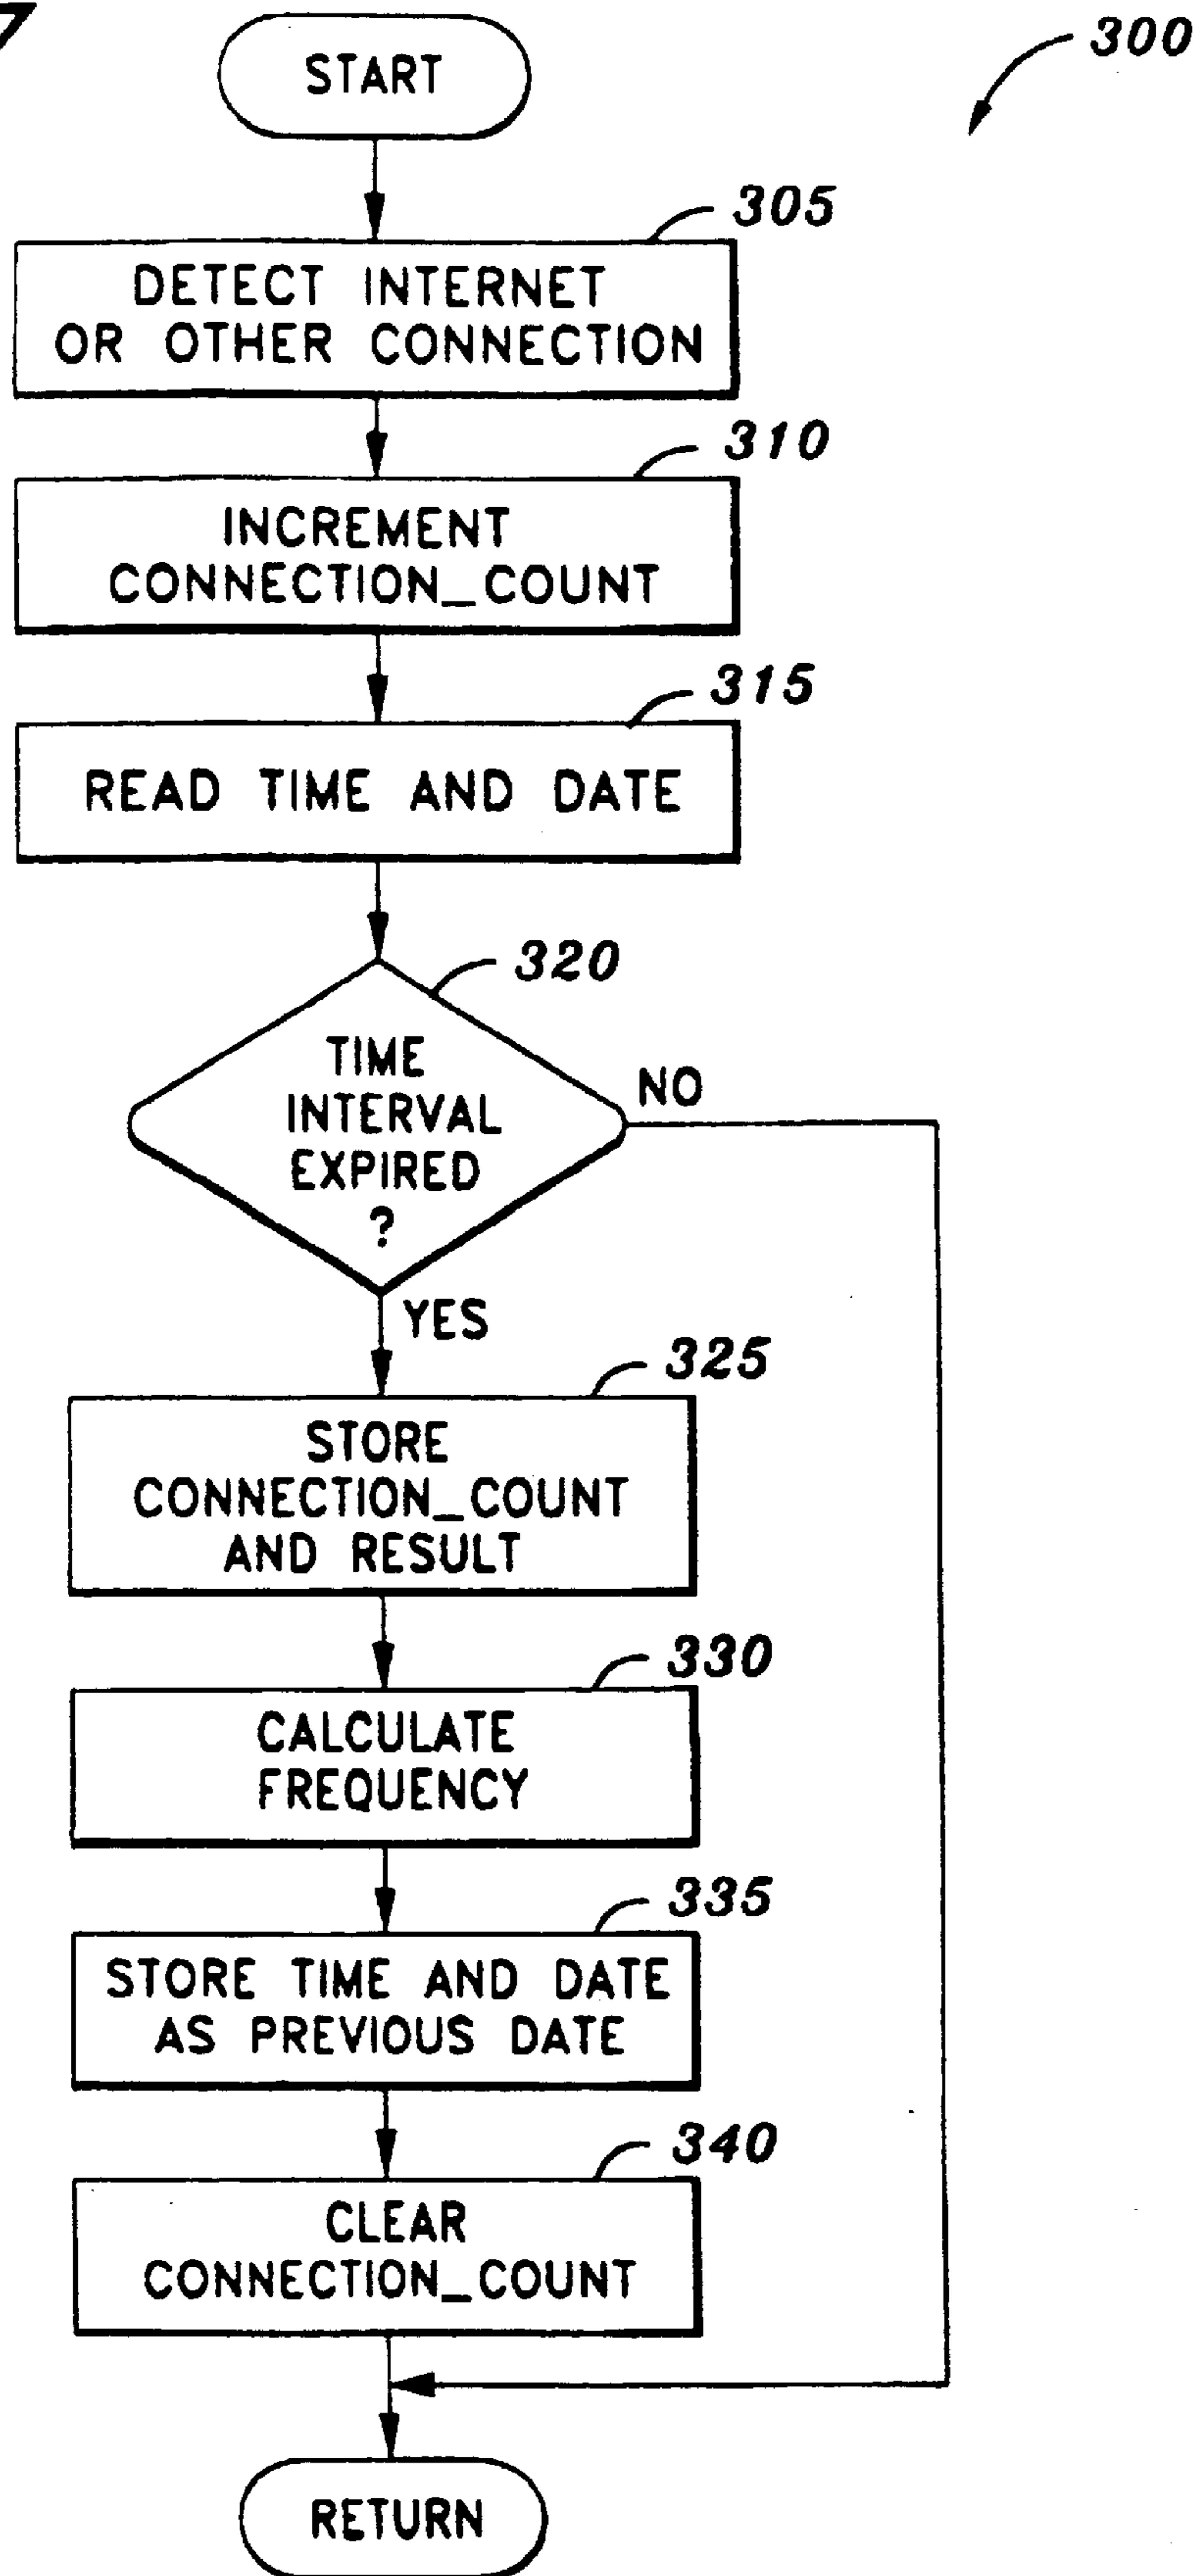 START
300
305
DETECT INTERNET
OR OTHER CONNECTION
310
INCREMENT
CONNECTION_COUNT
315
READ TIME AND DATE
320
TIME
INTERVAL
EXPIRED
?
NO
YES
325
STORE
CONNECTION_COUNT
AND RESULT
330
CALCULATE
FREQUENCY
335
STORE TIME AND DATE
AS PREVIOUS DATE
340
CLEAR
CONNECTION_COUNT
RETURN